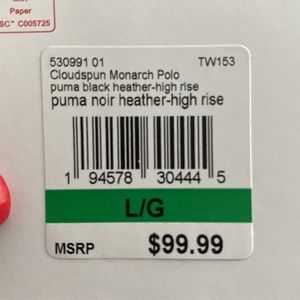 Paper
SC" C005725
530991 01 TW153
Cloudspun Monarch Polo
puma black heather-high rise
puma noir heather-high rise
1 94578 30444 5
L/G
MSRP $99.99